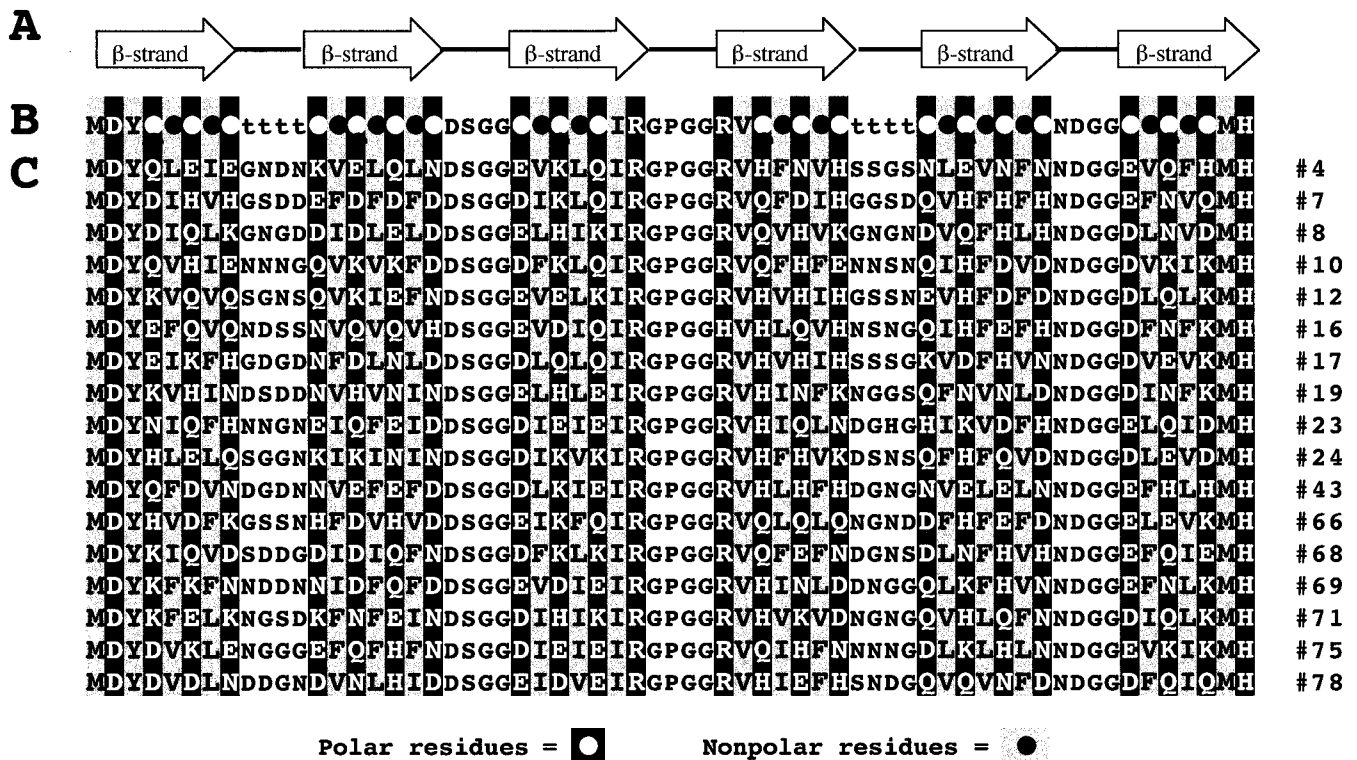 A
β-strand β-strand β-strand β-strand β-strand β-strand
B MDY tttt DSGG IRGPGGRV tttt NDGG MH
C MDYQLEIEGNDNKVELQLNDSGGEVKLQIRGPGGRVHFNVHSSGSNLEVNFNNDGGEVQFHMH #4
MDYDIHVHGSDDEFDFDFDDSGGDIKLQIRGPGGRVQFDIHGGSDQVHFHFHNDGGEFNVQMH #7
MDYDIQLKGNGDDIDLELDDSGGELHIKIRGPGGRVQVHVKGNGNDVQFHLHNDGGDLNVDMH #8
MDYQVHIENNNGQVKVKFDDSGGDFKLQIRGPGGRVQFHFENNSNQIHFDVDNDGGDVKIKMH #10
MDYKVQVQSGNSQVKIEFNDSGGEVELKIRGPGGRVHVHIHGSSNEVHFDFDNDGGDLQLKMH #12
MDYEFQVQNDSSNVQVQVHDSGGEVDIQIRGPGGHVHLQVHNSNGQIHFEFHNDGGDFNFKMH #16
MDYEIKFHGDGDNFDLNLDDSGGDLQLQIRGPGGRVHVHIHSSSGKVDFHVNNDGGDVEVKMH #17
MDYKVHINDSDDNVHVNINDSGGELHLEIRGPGGRVHINFKNGGSQFNVNLDNDGGDINFKMH #19
MDYNIQFHNNGNEIQFEIDDSGGDIEIEIRGPGGRVHIQLNDGHGHIKVDFHNDGGELQIDMH #23
MDYHLELQSGGNKIKININDSGGDIKVKIRGPGGRVHFHVKDSNSQFHFQVDNDGGDLEVDMH #24
MDYQFDVNDGDNNVEFEFDDSGGDLKIEIRGPGGRVHLHFHDGNGNVELELNNDGGEFHLHMH #43
MDYHVDFKGSSNHFDVHVDDSGGEIKFQIRGPGGRVQLQLQNGNDDFHFEFDNDGGELEVKMH #66
MDYKIQVDSDDGDIDIQFNDSGGDFKLKIRGPGGRVQFEFNDGNSDLNFHVHNDGGEFQIEMH #68
MDYKFKFNNDDNNIDFQFDDSGGEVDIEIRGPGGRVHINLDDNGGQLKFHVNNDGGEFNLKMH #69
MDYKFELKNGSDKFNFEINDSGGDIHIKIRGPGGRVHVKVDNGNGQVHLQFNNDGGDIQLKMH #71
MDYDVKLENGGGEFQFHFNDSGGDIEIEIRGPGGRVQIHFNNNNGDLKLHLNNDGGEVKIKMH #75
MDYDVDLNDDGNDVNLHIDDSGGEIDVEIRGPGGRVHIEFHSNDGQVQVNFDNDGGDFQIQMH #78
Polar residues = Nonpolar residues =